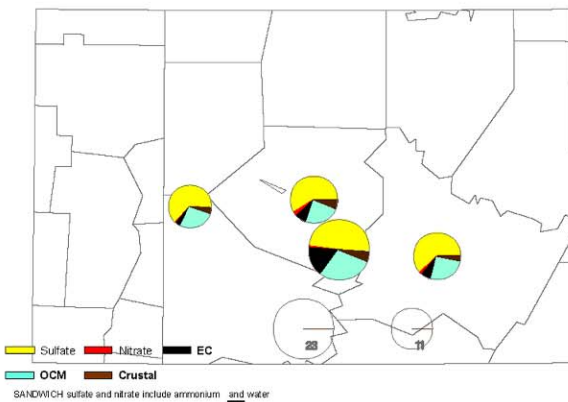 23 11
Sulfate Nitrate EC
OCM Crustal
SANDWICH sulfate and nitrate include ammonium and water